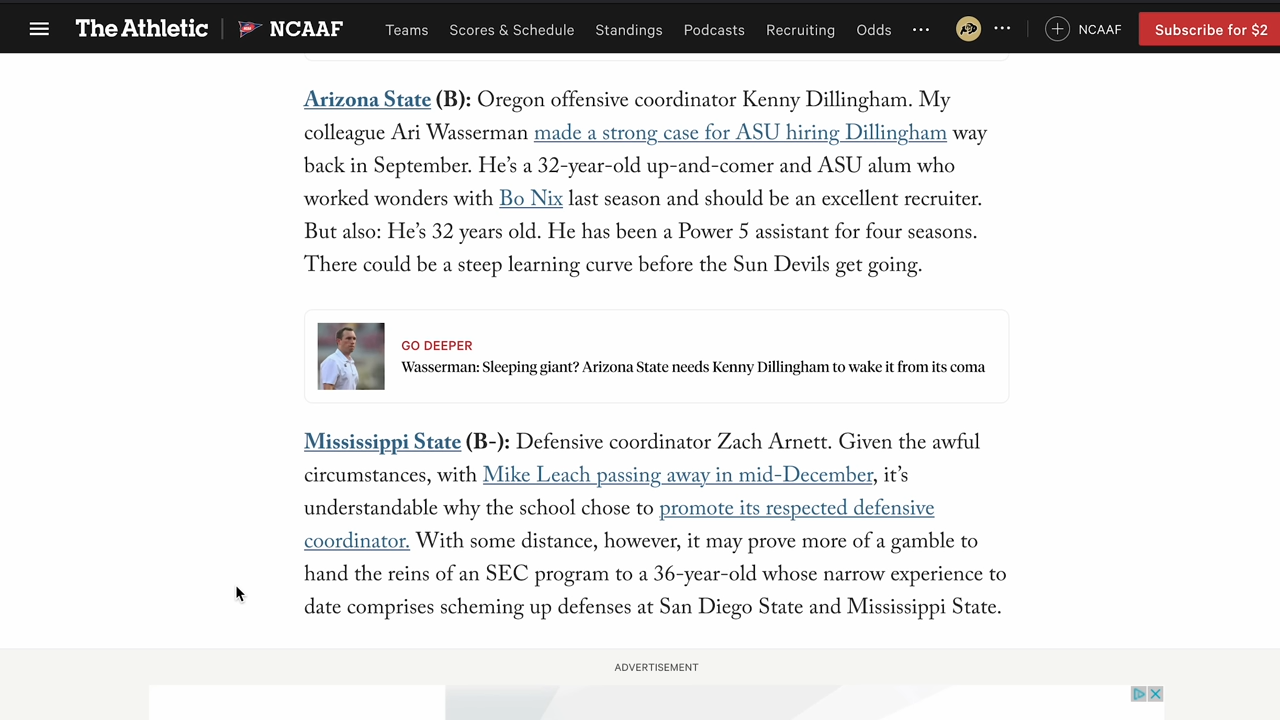 The Athletic NCAAF Teams Scores & Schedule Standings Podcasts Recruiting Odds ... ... NCAAF Subscribe for $2
Arizona State (B): Oregon offensive coordinator Kenny Dillingham. My
colleague Ari Wasserman made a strong case for ASU hiring Dillingham way
back in September. He’s a 32-year-old up-and-comer and ASU alum who
worked wonders with Bo Nix last season and should be an excellent recruiter.
But also: He’s 32 years old. He has been a Power 5 assistant for four seasons.
There could be a steep learning curve before the Sun Devils get going.
GO DEEPER
Wasserman: Sleeping giant? Arizona State needs Kenny Dillingham to wake it from its coma
Mississippi State (B-): Defensive coordinator Zach Arnett. Given the awful
circumstances, with Mike Leach passing away in mid-December, it’s
understandable why the school chose to promote its respected defensive
coordinator. With some distance, however, it may prove more of a gamble to
hand the reins of an SEC program to a 36-year-old whose narrow experience to
date comprises scheming up defenses at San Diego State and Mississippi State.
ADVERTISEMENT